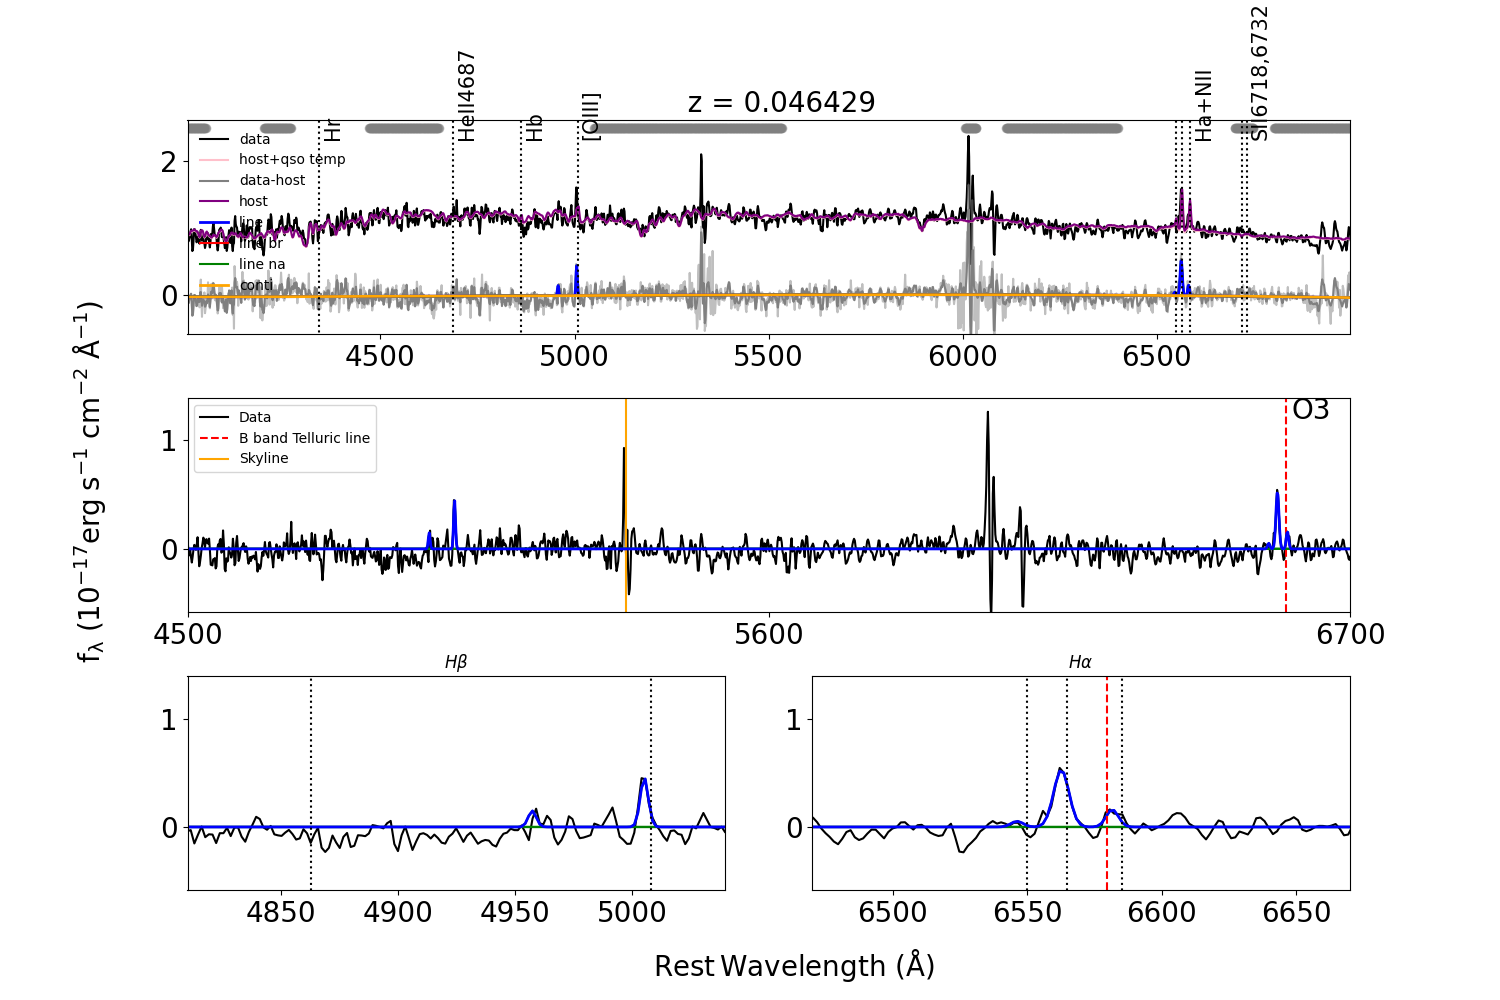 z = 0.046429
Hr
HeII4687
Hb
[OIII]
Ha+NII
SII6718,6732
data
host+qso temp
data-host
host
line
line br
line na
conti
2
0
4500 5000 5500 6000 6500
Data
B band Telluric line
Skyline
O3
1
0
4500 5600 6700
f_λ (10⁻¹⁷erg s⁻¹ cm⁻² Å⁻¹)
Hβ
1
0
4850 4900 4950 5000
Hα
1
0
6500 6550 6600 6650
Rest Wavelength (Å)